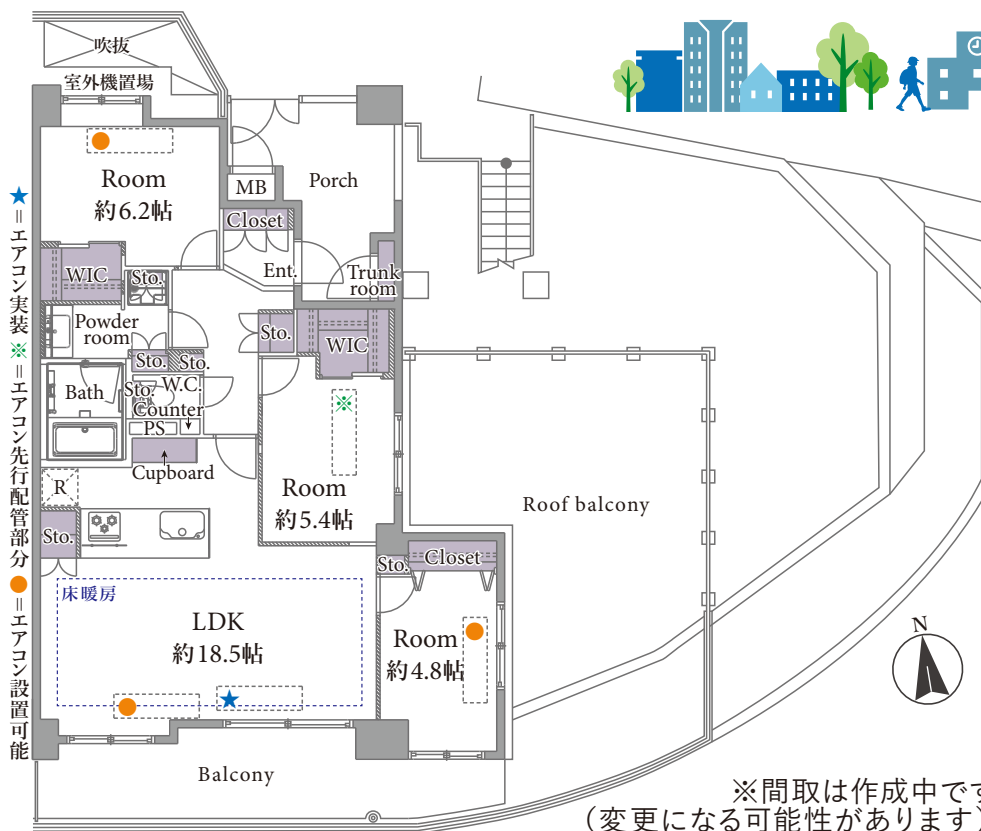 吹抜
室外機置場
Room
約6.2帖
MB
Porch
Closet
Ent.
Trunk
room
WIC
Sto.
Powder
room
Sto.
WIC
Sto.
Sto.
Bath
Sto.
W.C.
Counter
PS
Cupboard
R
Room
約5.4帖
Roof balcony
Sto.
Sto.
Closet
床暖房
LDK
約18.5帖
Room
約4.8帖
Balcony
N
★=エアコン実装 ※=エアコン先行配管部分 ●=エアコン設置可能
※間取は作成中です
(変更になる可能性があります)